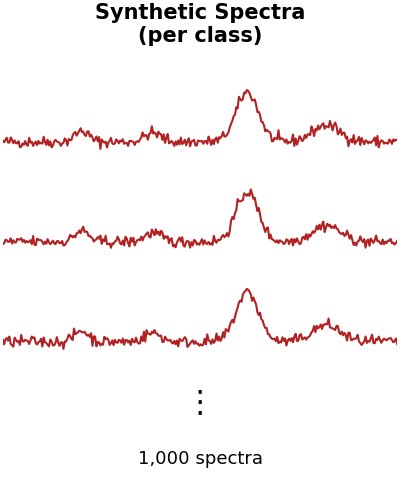 Synthetic Spectra
(per class)
⋮
1,000 spectra